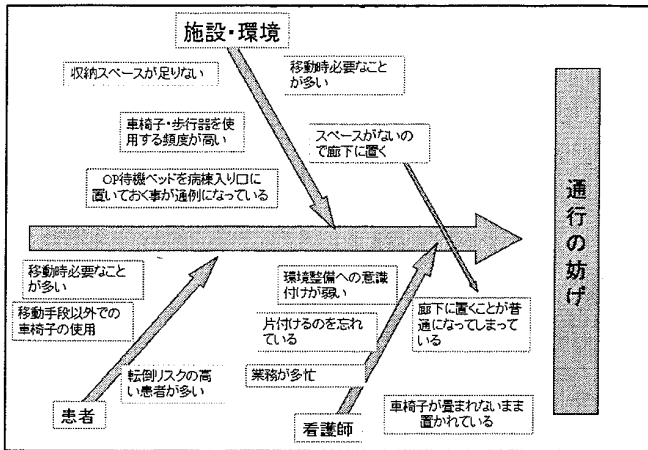 施設・環境
収納スペースが足りない
移動時必要なこと
が多い
車椅子・歩行器を使
用する頻度が高い
スペースがないの
で廊下に置く
OP待機ベッドを病棟入り口に
置いておく事が通例になっている
通行の妨げ
移動時必要なこと
が多い
環境整備への意識
付けが弱い
移動手段以外での
車椅子の使用
片付けるのを忘れ
ている
廊下に置くことが普
通になってしまって
いる
転倒リスクの高
い患者が多い
業務が多忙
患者
看護師
車椅子が畳まれないまま
置かれている